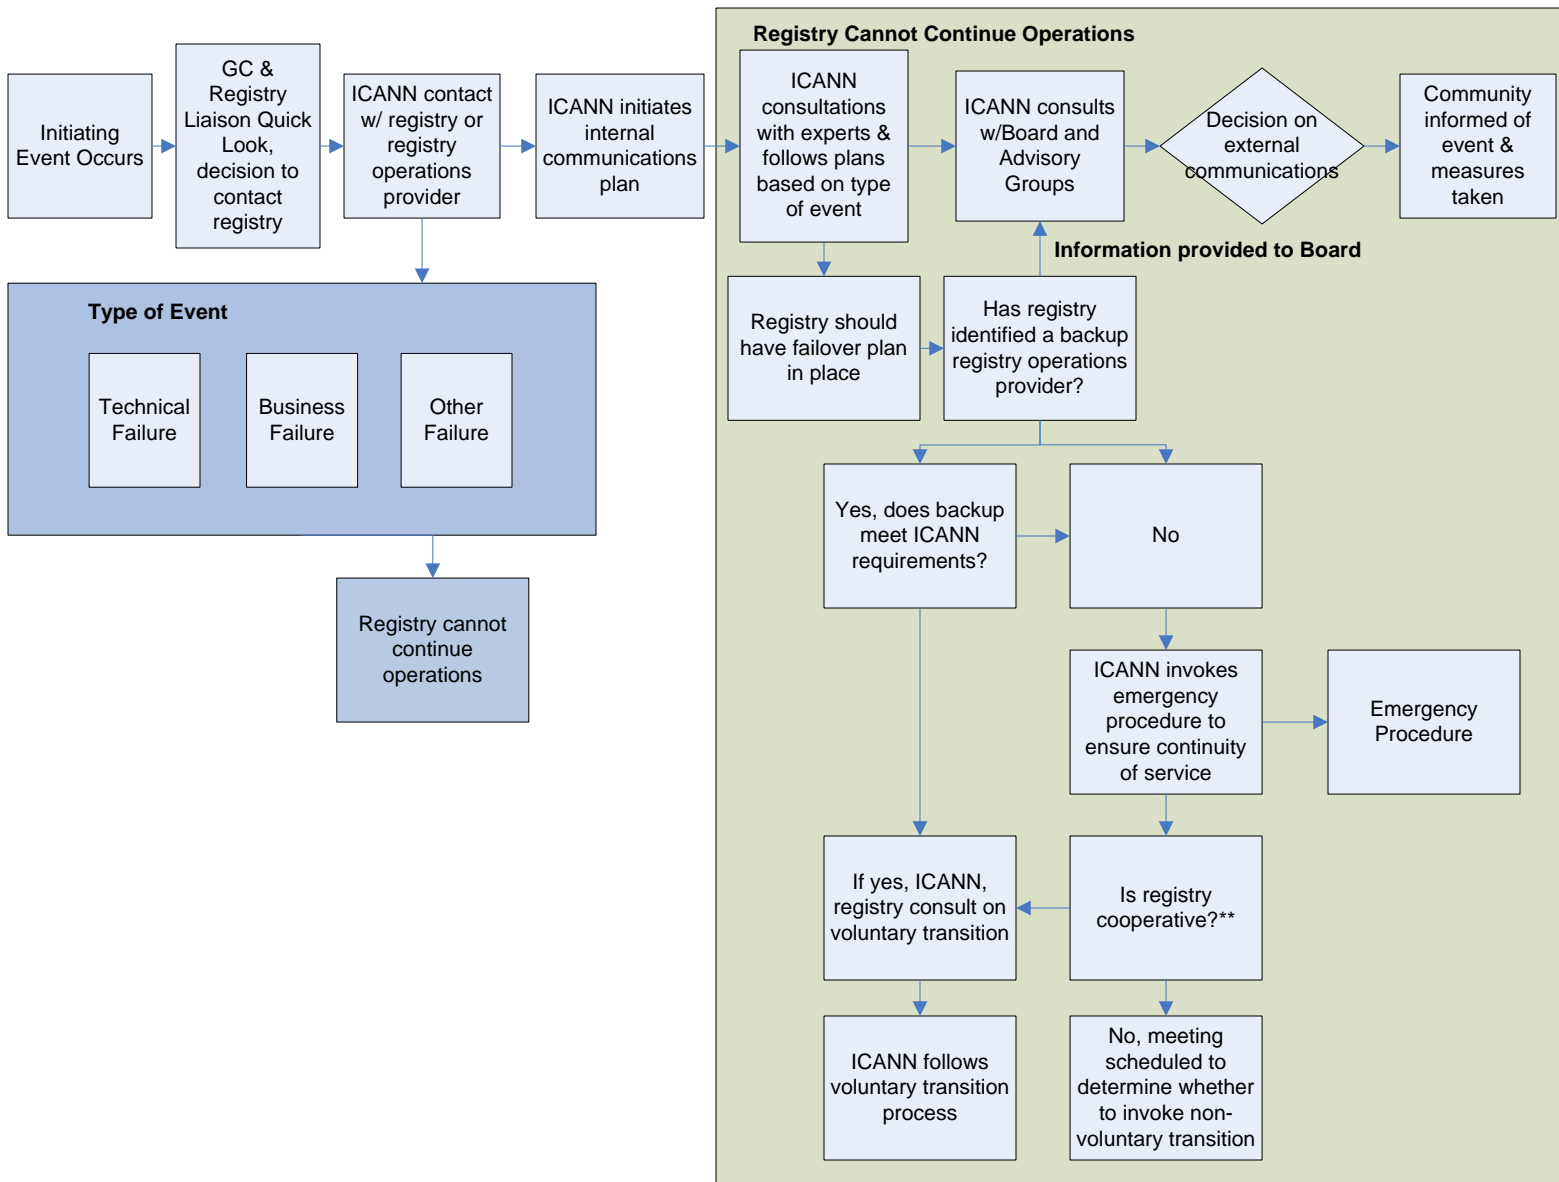 Registry Cannot Continue Operations
Initiating
Event Occurs
GC &
Registry
Liaison Quick
Look,
decision to
contact
registry
ICANN contact
w/ registry or
registry
operations
provider
ICANN initiates
internal
communications
plan
ICANN
consultations
with experts &
follows plans
based on type
of event
ICANN consults
w/Board and
Advisory
Groups
Decision on
external
communications
Community
informed of
event &
measures
taken
Information provided to Board
Type of Event
Technical
Failure
Business
Failure
Other
Failure
Registry cannot
continue
operations
Registry should
have failover plan
in place
Has registry
identified a backup
registry operations
provider?
Yes, does backup
meet ICANN
requirements?
No
ICANN invokes
emergency
procedure to
ensure continuity
of service
Emergency
Procedure
If yes, ICANN,
registry consult on
voluntary transition
Is registry
cooperative?**
ICANN follows
voluntary transition
process
No, meeting
scheduled to
determine whether
to invoke non-
voluntary transition